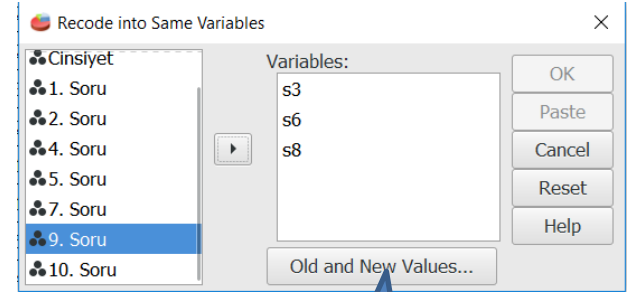 Recode into Same Variables
Cinsiyet
1. Soru
2. Soru
4. Soru
5. Soru
7. Soru
9. Soru
10. Soru
Variables:
s3
s6
s8
Old and New Values...
OK
Paste
Cancel
Reset
Help